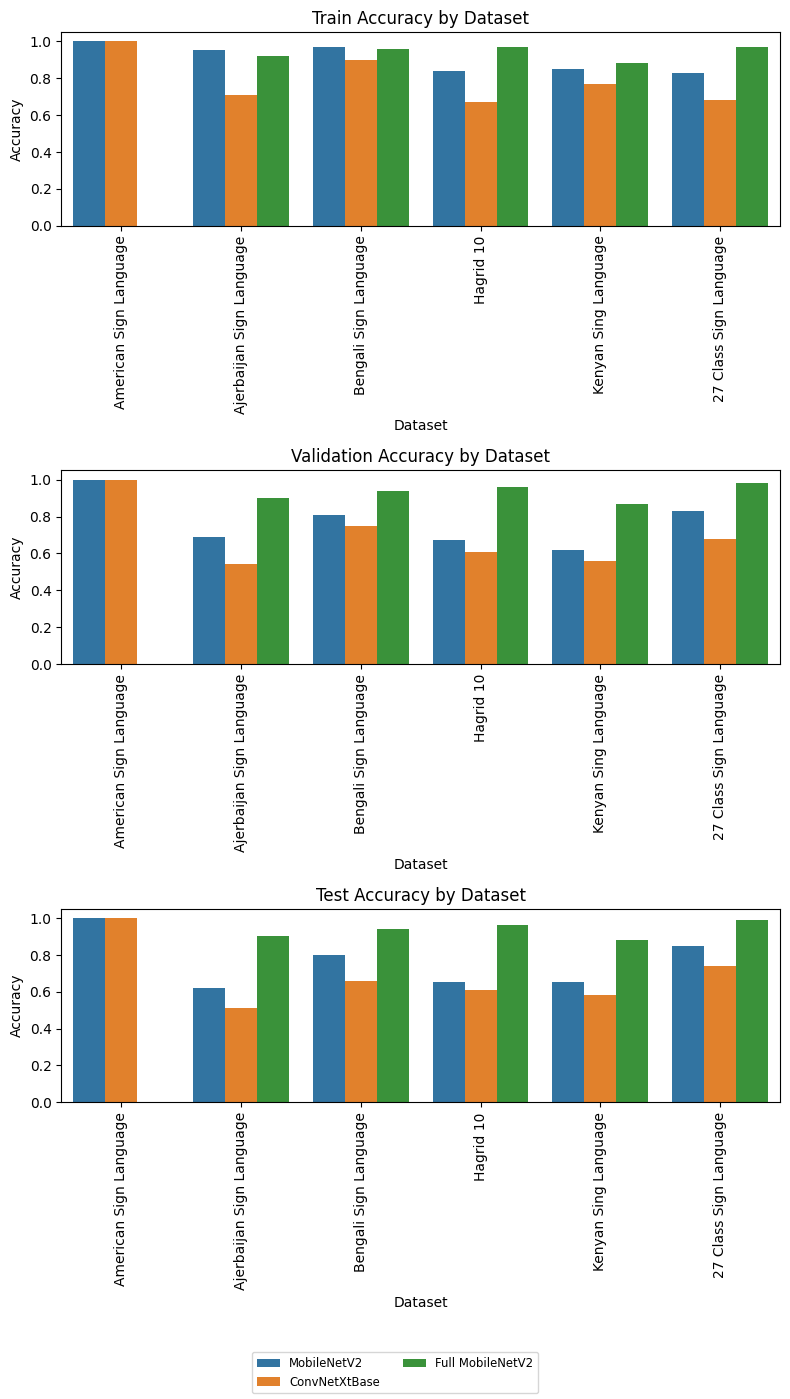 Train Accuracy by Dataset
Accuracy
1.0
0.8
0.6
0.4
0.2
0.0
American Sign Language
Ajerbaijan Sign Language
Bengali Sign Language
Hagrid 10
Kenyan Sing Language
27 Class Sign Language
Dataset
Validation Accuracy by Dataset
Accuracy
1.0
0.8
0.6
0.4
0.2
0.0
American Sign Language
Ajerbaijan Sign Language
Bengali Sign Language
Hagrid 10
Kenyan Sing Language
27 Class Sign Language
Dataset
Test Accuracy by Dataset
Accuracy
1.0
0.8
0.6
0.4
0.2
0.0
American Sign Language
Ajerbaijan Sign Language
Bengali Sign Language
Hagrid 10
Kenyan Sing Language
27 Class Sign Language
Dataset
MobileNetV2
ConvNetXtBase
Full MobileNetV2